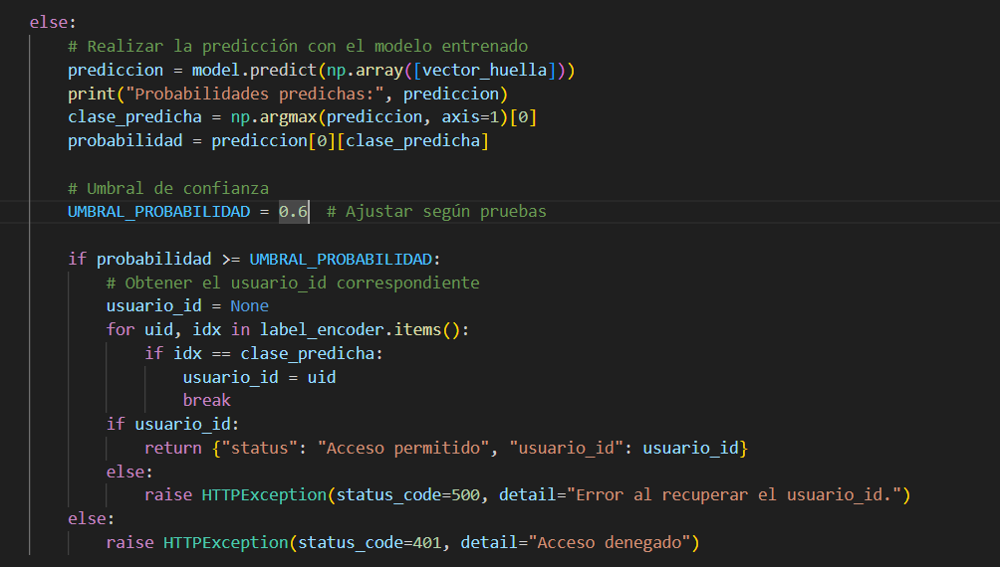 else:
# Realizar la predicción con el modelo entrenado
prediccion = model.predict(np.array([vector_huella]))
print("Probabilidades predichas:", prediccion)
clase_predicha = np.argmax(prediccion, axis=1)[0]
probabilidad = prediccion[0][clase_predicha]
# Umbral de confianza
UMBRAL_PROBABILIDAD = 0.6  # Ajustar según pruebas
if probabilidad >= UMBRAL_PROBABILIDAD:
# Obtener el usuario_id correspondiente
usuario_id = None
for uid, idx in label_encoder.items():
if idx == clase_predicha:
usuario_id = uid
break
if usuario_id:
return {"status": "Acceso permitido", "usuario_id": usuario_id}
else:
raise HTTPException(status_code=500, detail="Error al recuperar el usuario_id.")
else:
raise HTTPException(status_code=401, detail="Acceso denegado")